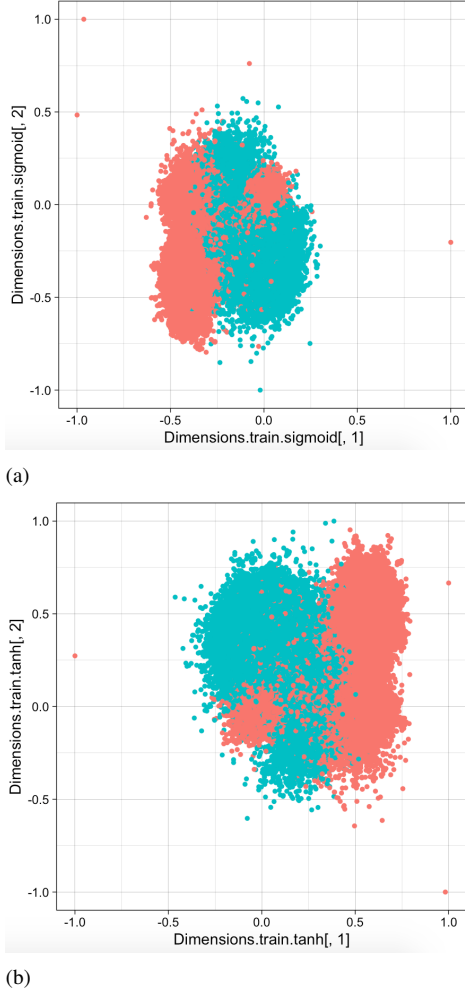 1.0
0.5
0.0
-0.5
-1.0
Dimensions.train.sigmoid[, 2]
-1.0 -0.5 0.0 0.5 1.0
Dimensions.train.sigmoid[, 1]
(a)
1.0
0.5
0.0
-0.5
-1.0
Dimensions.train.tanh[, 2]
-1.0 -0.5 0.0 0.5 1.0
Dimensions.train.tanh[, 1]
(b)